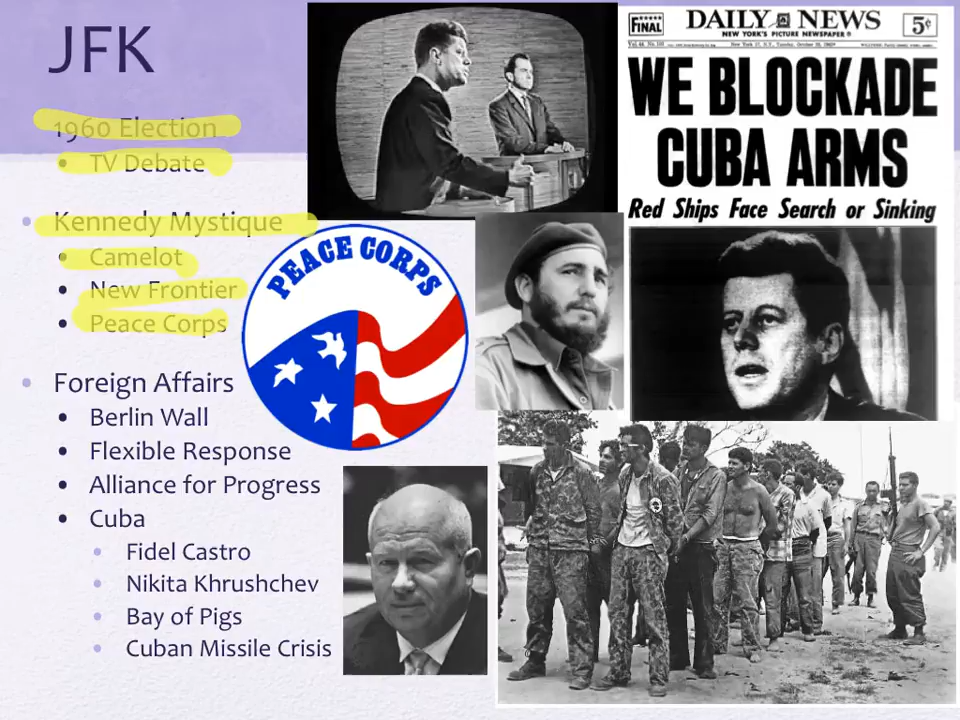 JFK
1960 Election
TV Debate
Kennedy Mystique
Camelot
New Frontier
Peace Corps
Foreign Affairs
Berlin Wall
Flexible Response
Alliance for Progress
Cuba
Fidel Castro
Nikita Khrushchev
Bay of Pigs
Cuban Missile Crisis
PEACE CORPS
FINAL
DAILY NEWS
5¢
NEW YORK'S PICTURE NEWSPAPER
WE BLOCKADE
CUBA ARMS
Red Ships Face Search or Sinking